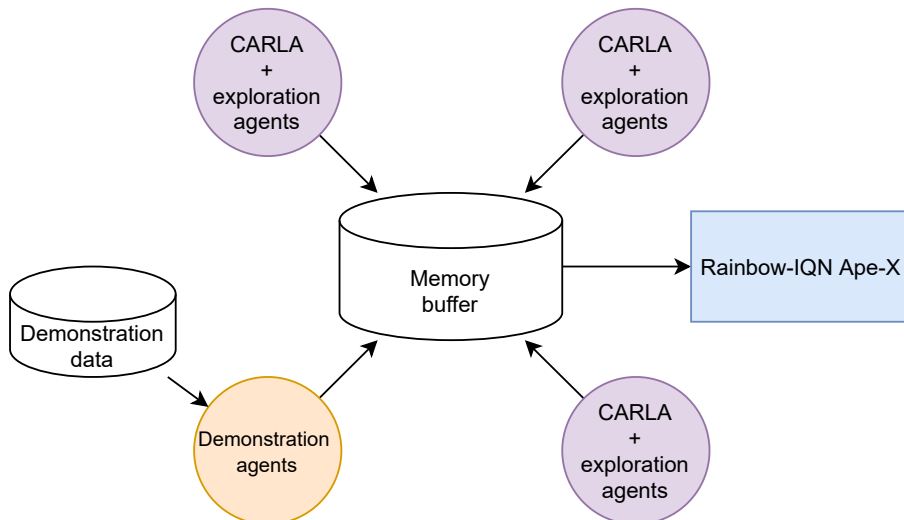 CARLA
+
exploration
agents
CARLA
+
exploration
agents
Memory
buffer
Rainbow-IQN Ape-X
Demonstration
data
Demonstration
agents
CARLA
+
exploration
agents